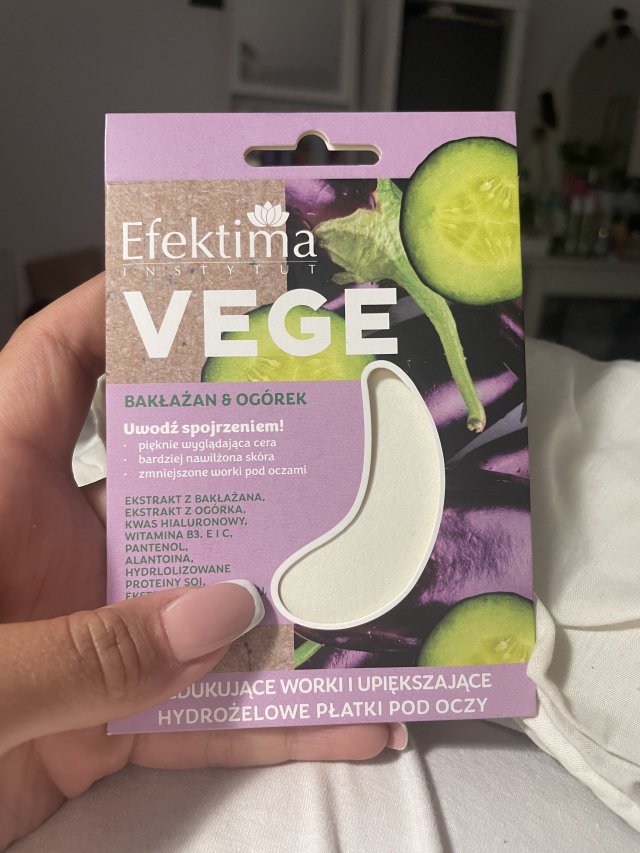 Efektima
INSTYTUT
VEGE
BAKŁAŻAN & OGÓREK
Uwodź spojrzeniem!
· pięknie wyglądająca cera
· bardziej nawilżona skóra
· zmniejszone worki pod oczami
EKSTRAKT Z BAKŁAŻANA,
EKSTRAKT Z OGÓRKA,
KWAS HIALURONOWY,
WITAMINA B3, E I C,
PANTENOL,
ALANTOINA,
HYDRLOLIZOWANE
PROTEINY SOI,
WORKI I UPIĘKSZAJĄCE
HYDROŻELOWE PŁATKI POD OCZY